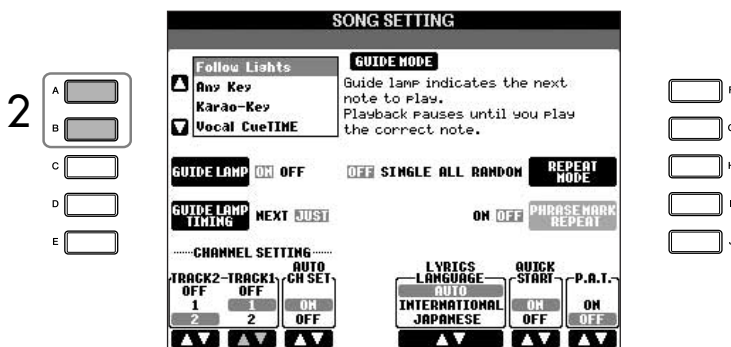 SONG SETTING
2
A
B
C
D
E
Follow Lights
Any Key
Karao-Key
Vocal CueTIME
GUIDE MODE
Guide lamp indicates the next
note to play.
Playback pauses until you play
the correct note.
GUIDE LAMP ON OFF
OFF SINGLE ALL RANDOM REPEAT MODE
GUIDE LAMP TIMING NEXT JUST
ON OFF PHRASE MARK REPEAT
CHANNEL SETTING
TRACK2 TRACK1 AUTO CH SET
OFF OFF
1 1 ON
2 2 OFF
LYRICS LANGUAGE QUICK START P.A.T.
AUTO
INTERNATIONAL ON ON
JAPANESE OFF OFF